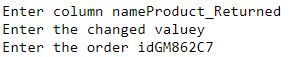 Enter column nameProduct_Returned
Enter the changed valuey
Enter the order idGM862C7